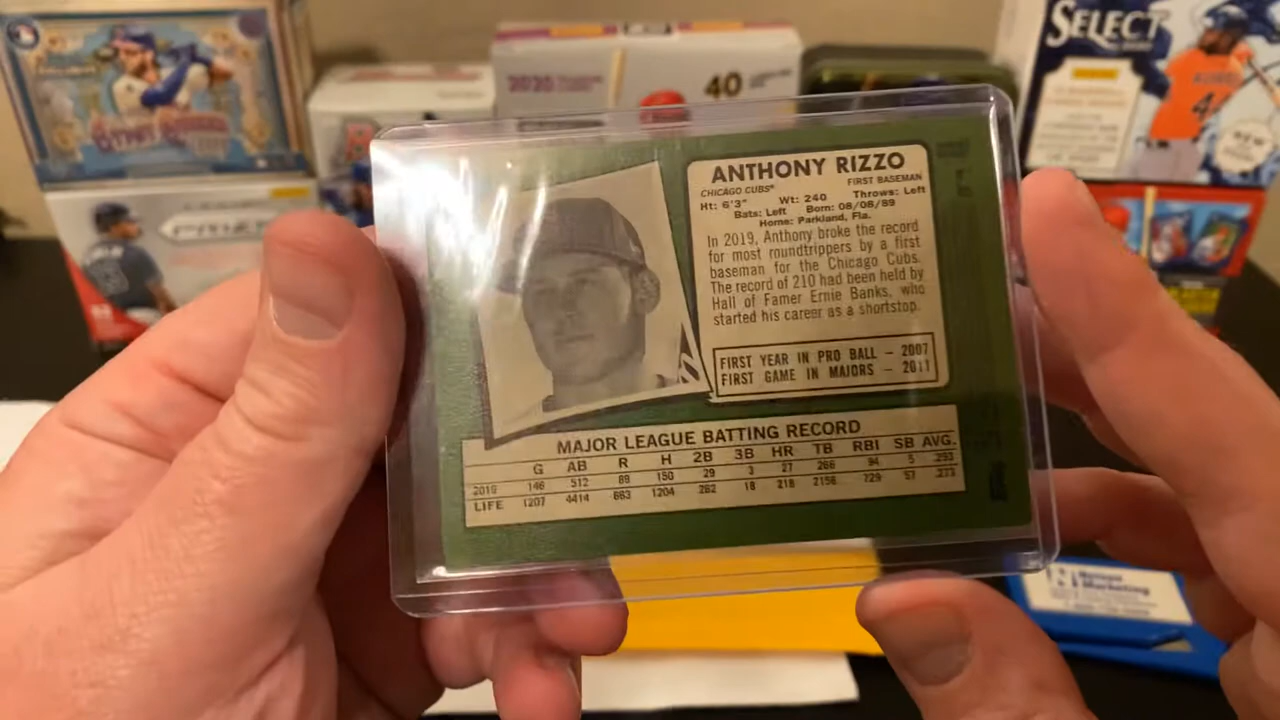 SELECT
2020
40
ANTHONY RIZZO
CHICAGO CUBS® FIRST BASEMAN
Ht: 6'3" Wt: 240 Throws: Left
Bats: Left Born: 08/08/89
Home: Parkland, Fla.
In 2019, Anthony broke the record
for most roundtrippers by a first
baseman for the Chicago Cubs.
The record of 210 had been held by
Hall of Famer Ernie Banks, who
started his career as a shortstop.
FIRST YEAR IN PRO BALL – 2007
FIRST GAME IN MAJORS – 2011
MAJOR LEAGUE BATTING RECORD
G AB R H 2B 3B HR TB RBI SB AVG.
2019 146 512 89 150 29 3 27 266 94 5 .293
LIFE 1207 4414 663 1204 262 18 218 2156 729 57 .273
Marketing